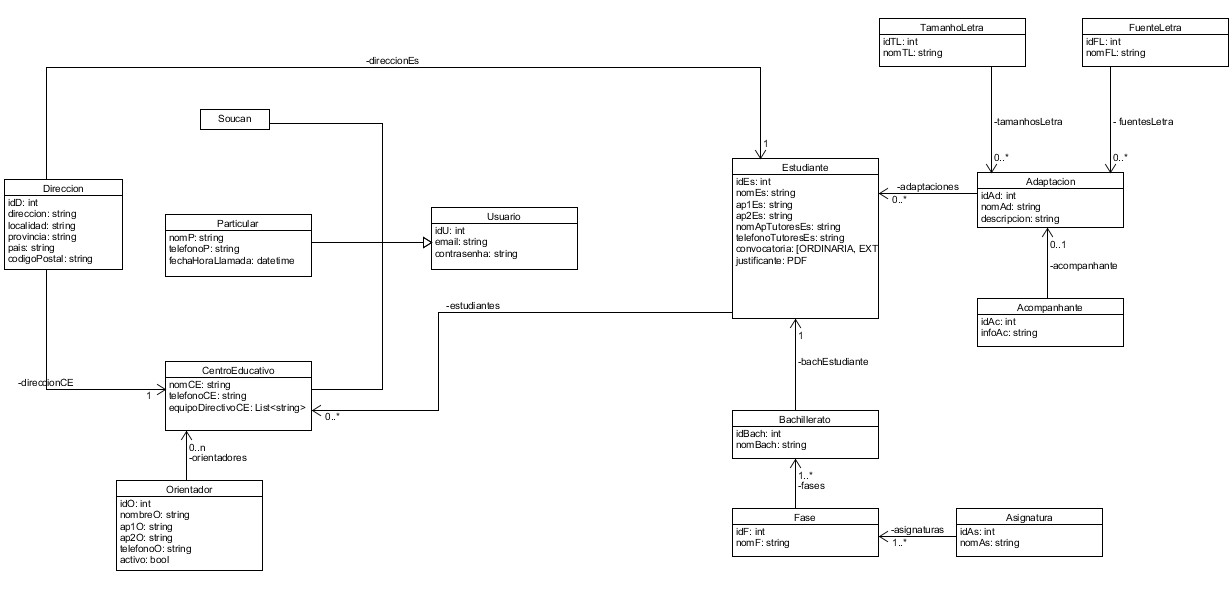 TamanhoLetra
idTL: int
nomTL: string
FuenteLetra
idFL: int
nomFL: string
-direccionEs
1
-tamanhosLetra
0..*
- fuentesLetra
0..*
Soucan
Direccion
idD: int
direccion: string
localidad: string
provincia: string
pais: string
codigoPostal: string
Particular
nomP: string
telefonoP: string
fechaHoraLlamada: datetime
Usuario
idU: int
email: string
contrasenha: string
Estudiante
idEs: int
nomEs: string
ap1Es: string
ap2Es: string
nomApTutoresEs: string
telefonoTutoresEs: string
convocatoria: [ORDINARIA, EXT
justificante: PDF
-adaptaciones
0..*
Adaptacion
idAd: int
nomAd: string
descripcion: string
0..1
-acompanhante
Acompanhante
idAc: int
infoAc: string
-estudiantes
0..*
-direccionCE
1
CentroEducativo
nomCE: string
telefonoCE: string
equipoDirectivoCE: List<string>
0..n
-orientadores
Orientador
idO: int
nombreO: string
ap1O: string
ap2O: string
telefonoO: string
activo: bool
1
-bachEstudiante
Bachillerato
idBach: int
nomBach: string
1..*
-fases
Fase
idF: int
nomF: string
-asignaturas
1..*
Asignatura
idAs: int
nomAs: string